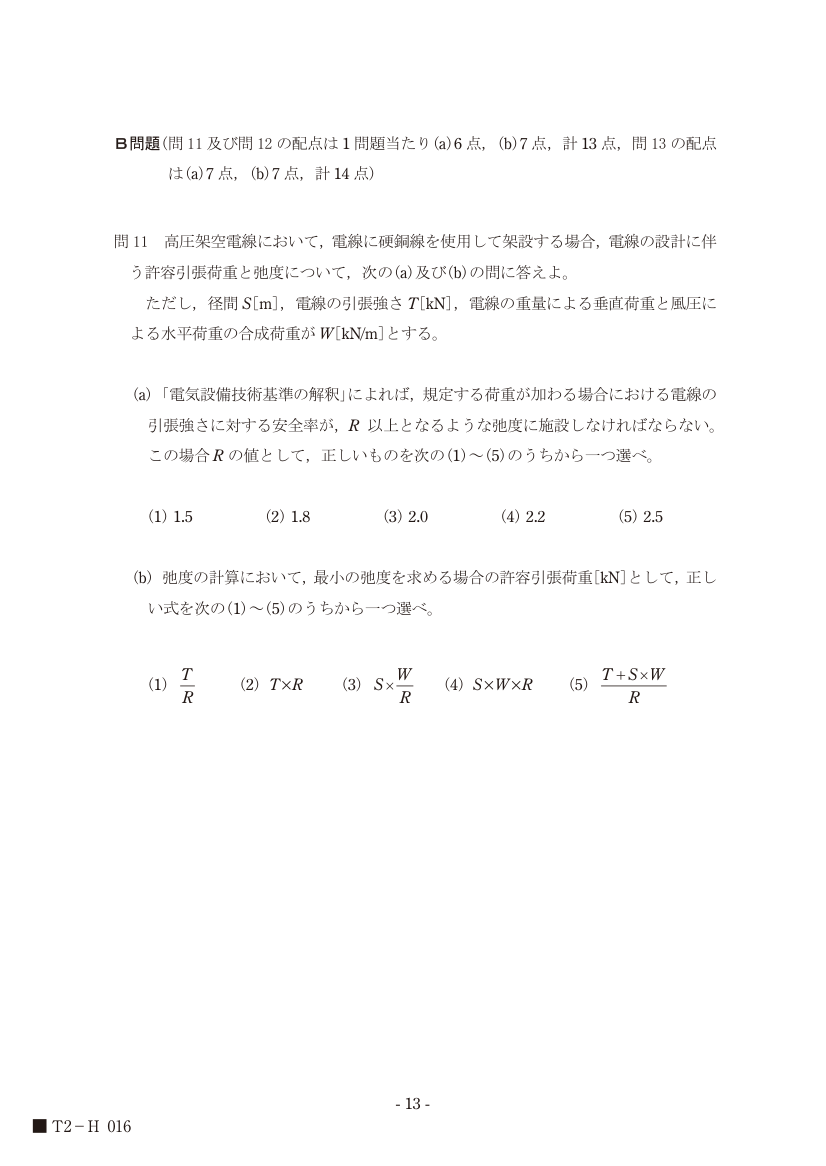 B問題(問 11 及び問 12 の配点は 1 問題当たり(a)6 点，(b)7 点，計 13 点，問 13 の配点
は(a)7 点，(b)7 点，計 14 点)
問 11　高圧架空電線において，電線に硬銅線を使用して架設する場合，電線の設計に伴
う許容引張荷重と弛度について，次の(a)及び(b)の問に答えよ。
ただし，径間 S[m]，電線の引張強さ T[kN]，電線の重量による垂直荷重と風圧に
よる水平荷重の合成荷重が W[kN/m]とする。
(a)「電気設備技術基準の解釈」によれば，規定する荷重が加わる場合における電線の
引張強さに対する安全率が，R 以上となるような弛度に施設しなければならない。
この場合 R の値として，正しいものを次の(1)～(5)のうちから一つ選べ。
(1) 1.5　(2) 1.8　(3) 2.0　(4) 2.2　(5) 2.5
(b) 弛度の計算において，最小の弛度を求める場合の許容引張荷重[kN]として，正し
い式を次の(1)～(5)のうちから一つ選べ。
(1) T/R　(2) T×R　(3) S×W/R　(4) S×W×R　(5) T+S×W/R
- 13 -
■ T2－H 016